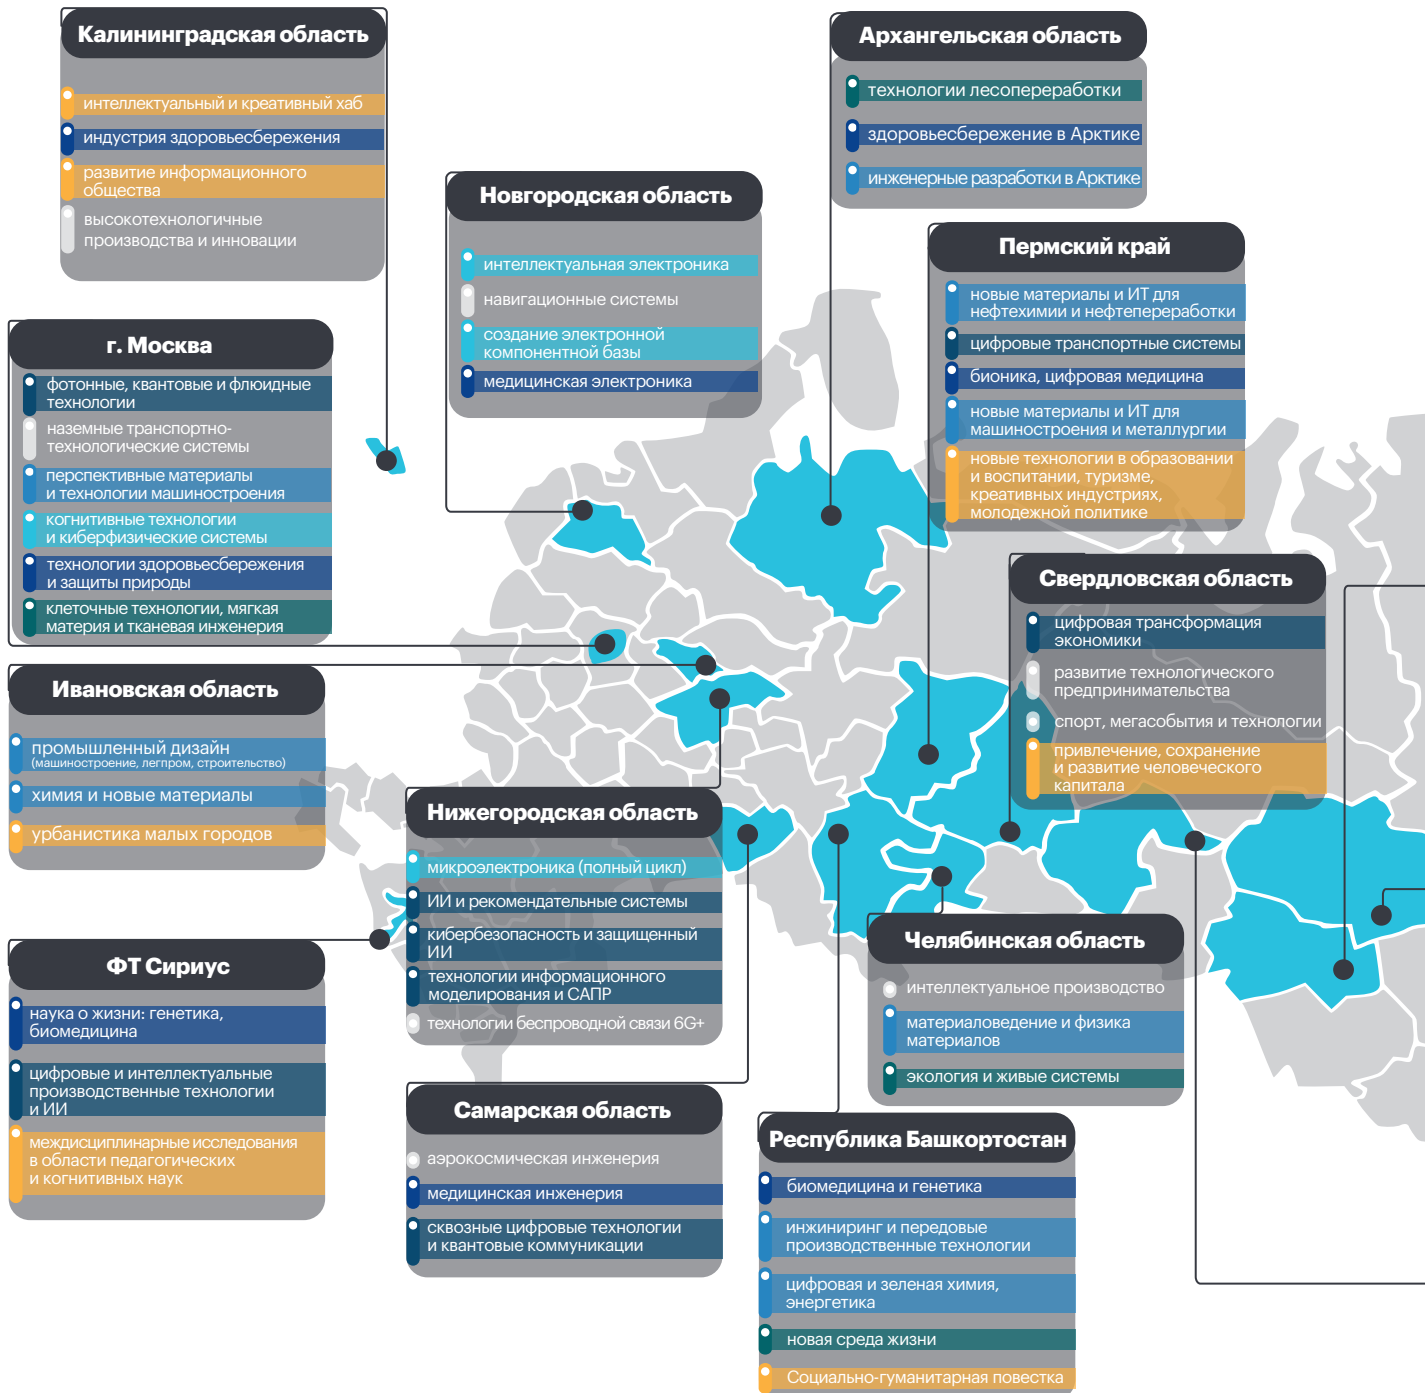 Калининградская область
интеллектуальный и креативный хаб
индустрия здоровьесбережения
развитие информационного
общества
высокотехнологичные
производства и инновации
Архангельская область
технологии лесопереработки
здоровьесбережение в Арктике
инженерные разработки в Арктике
Новгородская область
интеллектуальная электроника
навигационные системы
создание электронной
компонентной базы
медицинская электроника
Пермский край
новые материалы и ИТ для
нефтехимии и нефтепереработки
цифровые транспортные системы
бионика, цифровая медицина
новые материалы и ИТ для
машиностроения и металлургии
новые технологии в образовании
и воспитании, туризме,
креативных индустриях,
молодежной политике
г. Москва
фотонные, квантовые и флюидные
технологии
наземные транспортно-
технологические системы
перспективные материалы
и технологии машиностроения
когнитивные технологии
и киберфизические системы
технологии здоровьесбережения
и защиты природы
клеточные технологии, мягкая
материя и тканевая инженерия
Свердловская область
цифровая трансформация
экономики
развитие технологического
предпринимательства
спорт, мегасобытия и технологии
привлечение, сохранение
и развитие человеческого
капитала
Ивановская область
промышленный дизайн
(машиностроение, легпром, строительство)
химия и новые материалы
урбанистика малых городов
Нижегородская область
микроэлектроника (полный цикл)
ИИ и рекомендательные системы
кибербезопасность и защищенный
ИИ
технологии информационного
моделирования и САПР
технологии беспроводной связи 6G+
Челябинская область
интеллектуальное производство
материаловедение и физика
материалов
экология и живые системы
ФТ Сириус
наука о жизни: генетика,
биомедицина
цифровые и интеллектуальные
производственные технологии
и ИИ
междисциплинарные исследования
в области педагогических
и когнитивных наук
Самарская область
аэрокосмическая инженерия
медицинская инженерия
сквозные цифровые технологии
и квантовые коммуникации
Республика Башкортостан
биомедицина и генетика
инжиниринг и передовые
производственные технологии
цифровая и зеленая химия,
энергетика
новая среда жизни
Социально-гуманитарная повестка